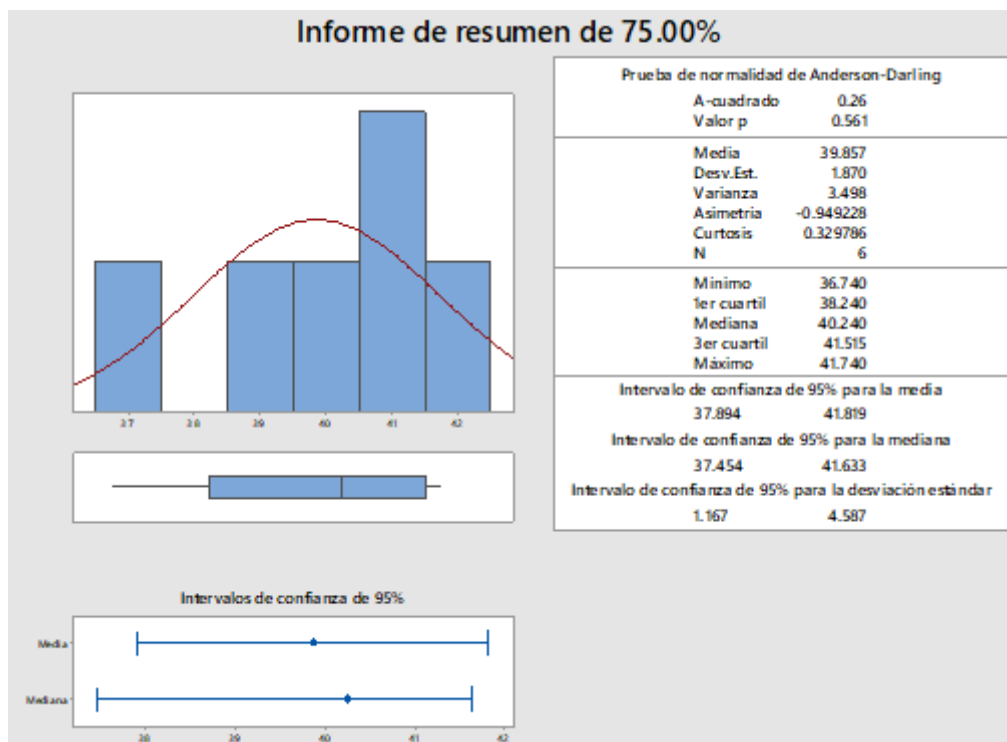 Informe de resumen de 75.00%
Prueba de normalidad de Anderson-Darling
A-cuadrado 0.26
Valor p 0.561
Media 39.857
Desv.Est. 1.870
Varianza 3.498
Asimetria -0.949228
Curtosis 0.329786
N 6
Mínimo 36.740
1er cuartil 38.240
Mediana 40.240
3er cuartil 41.515
Máximo 41.740
Intervalo de confianza de 95% para la media
37.894 41.819
Intervalo de confianza de 95% para la mediana
37.454 41.633
Intervalo de confianza de 95% para la desviación estándar
1.167 4.587
37 38 39 40 41 42
Intervalos de confianza de 95%
Media
Mediana
38 39 40 41 42